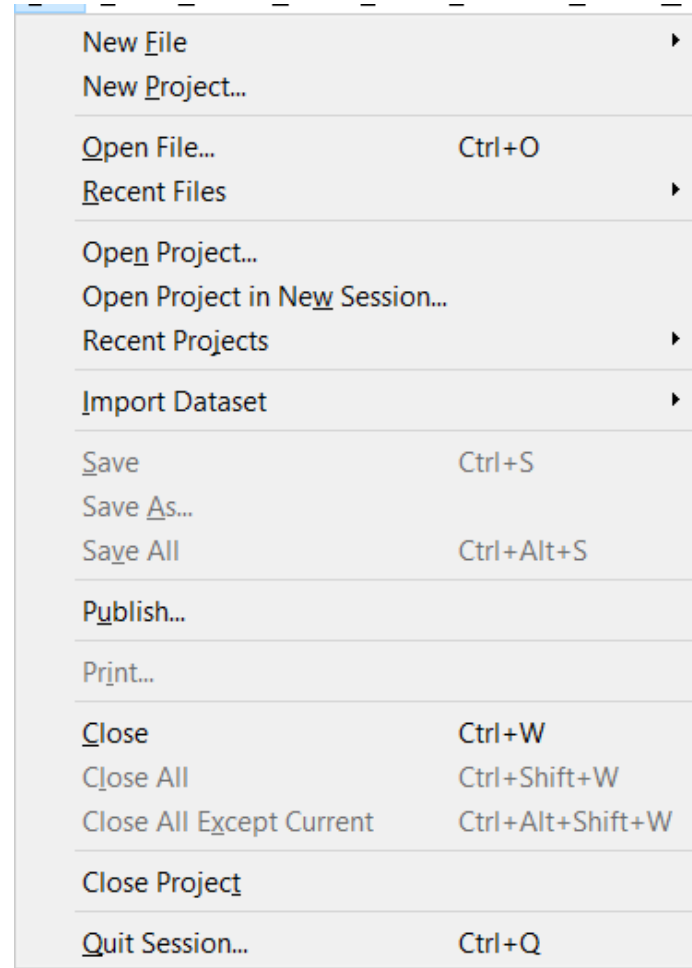 New File
New Project...
Open File... Ctrl+O
Recent Files
Open Project...
Open Project in New Session...
Recent Projects
Import Dataset
Save Ctrl+S
Save As...
Save All Ctrl+Alt+S
Publish...
Print...
Close Ctrl+W
Close All Ctrl+Shift+W
Close All Except Current Ctrl+Alt+Shift+W
Close Project
Quit Session... Ctrl+Q